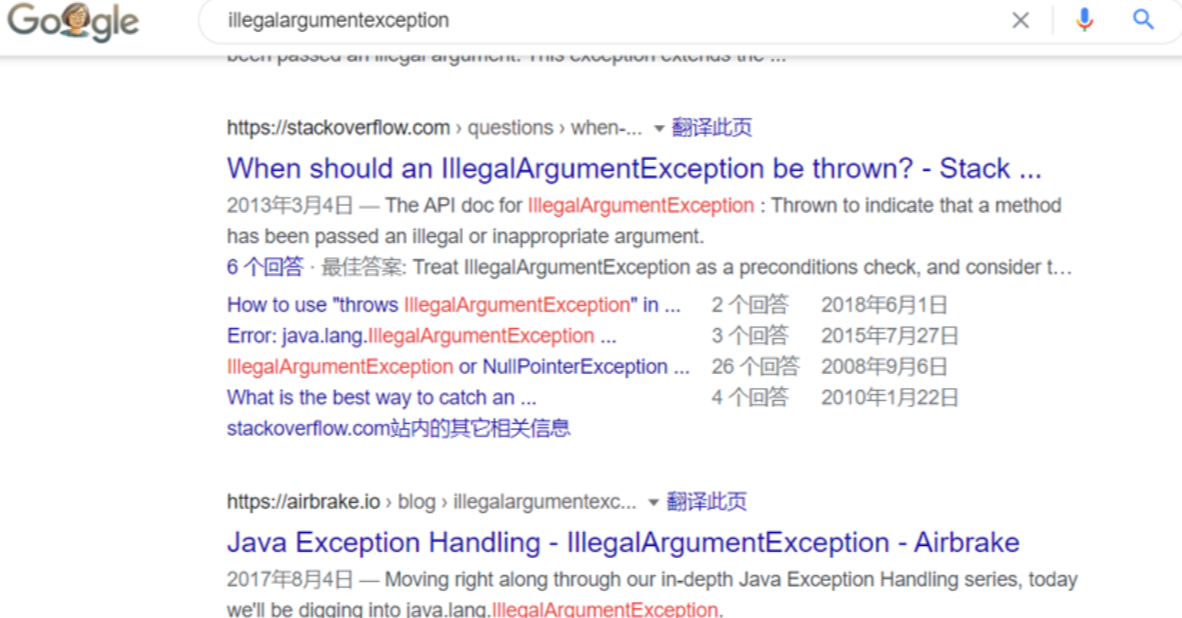 Google
illegalargumentexception
been passed an illegal argument. This exception extends the ...
https://stackoverflow.com › questions › when-... ▼ 翻译此页
When should an IllegalArgumentException be thrown? - Stack ...
2013年3月4日 — The API doc for IllegalArgumentException : Thrown to indicate that a method
has been passed an illegal or inappropriate argument.
6 个回答 · 最佳答案: Treat IllegalArgumentException as a preconditions check, and consider t...
How to use "throws IllegalArgumentException" in ... 2 个回答 2018年6月1日
Error: java.lang.IllegalArgumentException ... 3 个回答 2015年7月27日
IllegalArgumentException or NullPointerException ... 26 个回答 2008年9月6日
What is the best way to catch an ... 4 个回答 2010年1月22日
stackoverflow.com站内的其它相关信息
https://airbrake.io › blog › illegalargumentexc... ▼ 翻译此页
Java Exception Handling - IllegalArgumentException - Airbrake
2017年8月4日 — Moving right along through our in-depth Java Exception Handling series, today
we'll be digging into java.lang.IllegalArgumentException.